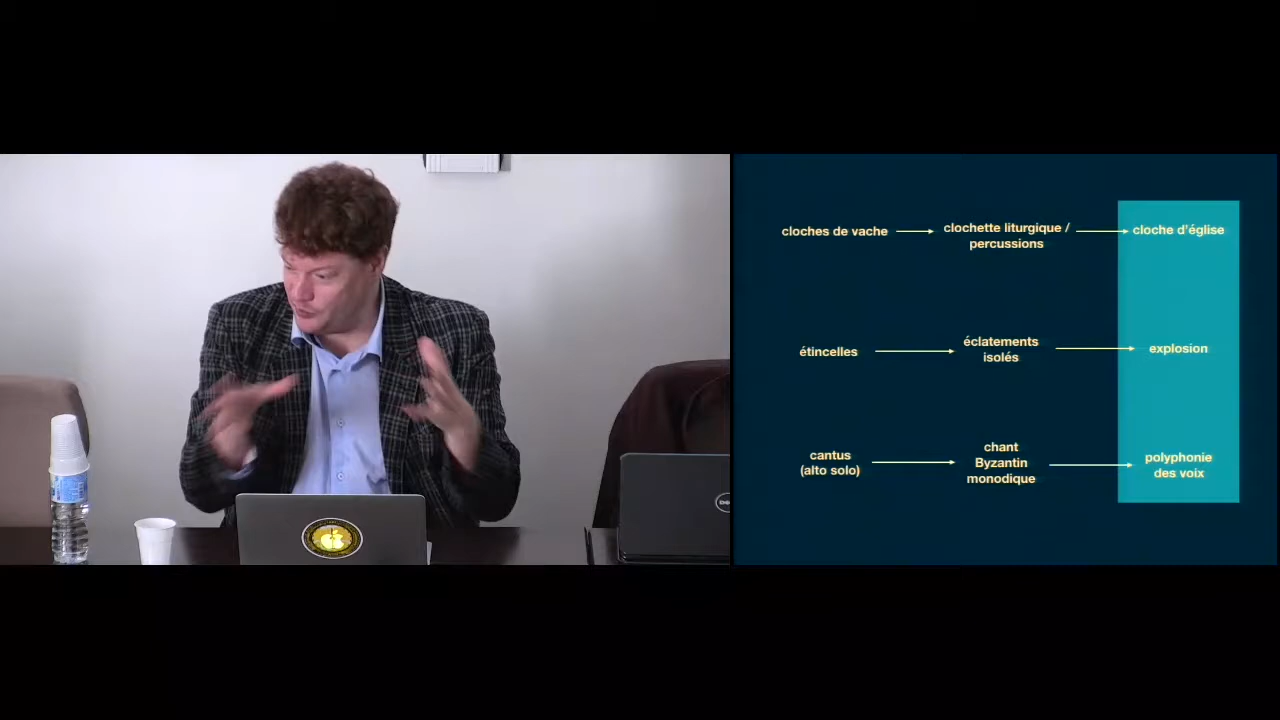 cloches de vache
clochette liturgique /
percussions
cloche d'église
étincelles
éclatements
isolés
explosion
cantus
(alto solo)
chant
Byzantin
monodique
polyphonie
des voix